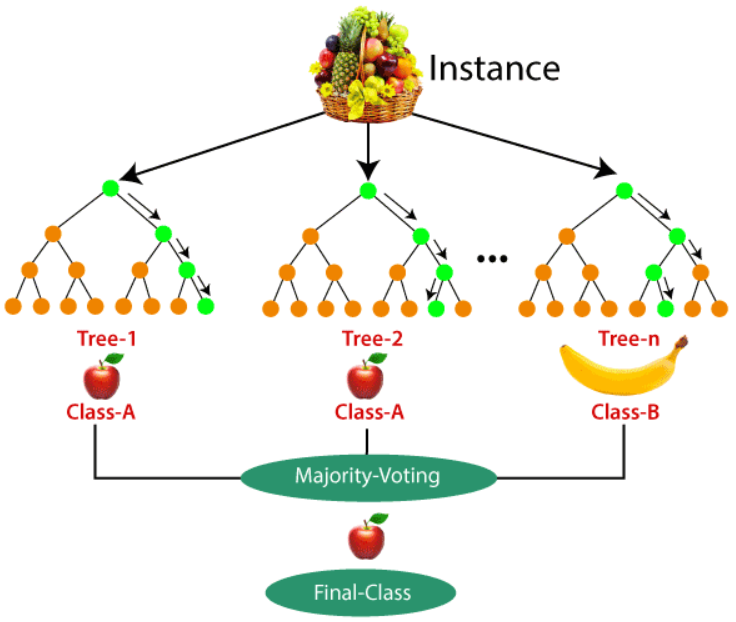 Instance
...
Tree-1
Tree-2
Tree-n
Class-A
Class-A
Class-B
Majority-Voting
Final-Class